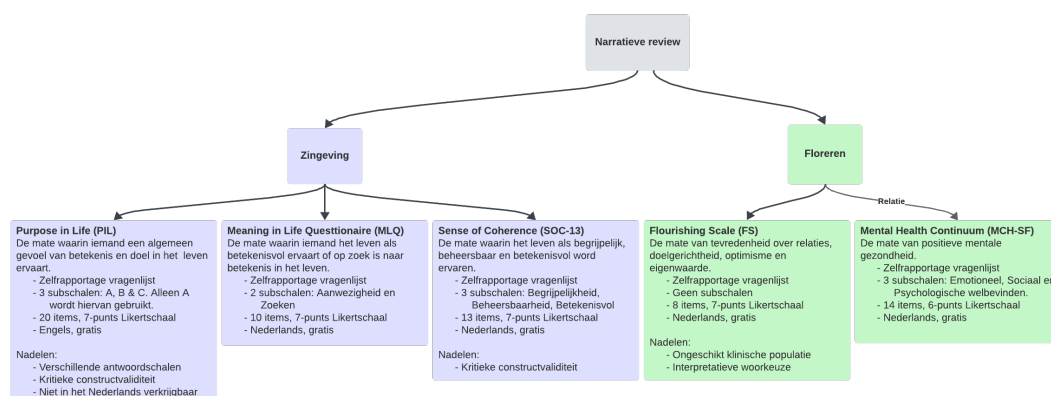 Narratieve review
Zingeving
Floreren
Relatie
Purpose in Life (PIL)
De mate waarin iemand een algemeen
gevoel van betekenis en doel in het leven
ervaart.
- Zelfrapportage vragenlijst
- 3 subschalen: A, B & C. Alleen A
wordt hiervan gebruikt.
- 20 items, 7-punts Likertschaal
- Engels, gratis
Nadelen:
- Verschillende antwoordschalen
- Kritieke constructvaliditeit
- Niet in het Nederlands verkrijgbaar
Meaning in Life Questtionaire (MLQ)
De mate waarin iemand het leven als
betekenisvol ervaart of op zoek is naar
betekenis in het leven.
- Zelfrapportage vragenlijst
- 2 subschalen: Aanwezigheid en
Zoeken
- 10 items, 7-punts Likertschaal
- Nederlands, gratis
Sense of Coherence (SOC-13)
De mate waarin het leven als begrijpelijk,
beheersbaar en betekenisvol word
ervaren.
- Zelfrapportage vragenlijst
- 3 subschalen: Begrijpelijkheid,
Beheersbaarheid, Betekenisvol
- 13 items, 7-punts Likertschaal
- Nederlands, gratis
Nadelen:
- Kritieke constructvaliditeit
Flourishing Scale (FS)
De mate van tevredenheid over relaties,
doelgerichtheid, optimisme en
eigenwaarde.
- Zelfrapportage vragenlijst
- Geen subschalen
- 8 items, 7-punts Likertschaal
- Nederlands, gratis
Nadelen:
- Ongeschikt klinische populatie
- Interpretatieve woorkeuze
Mental Health Continuum (MCH-SF)
De mate van positieve mentale
gezondheid.
- Zelfrapportage vragenlijst
- 3 subschalen: Emotioneel, Sociaal
Psychologische welbevinden.
- 14 items, 6-punts Likertschaal
- Nederlands, gratis